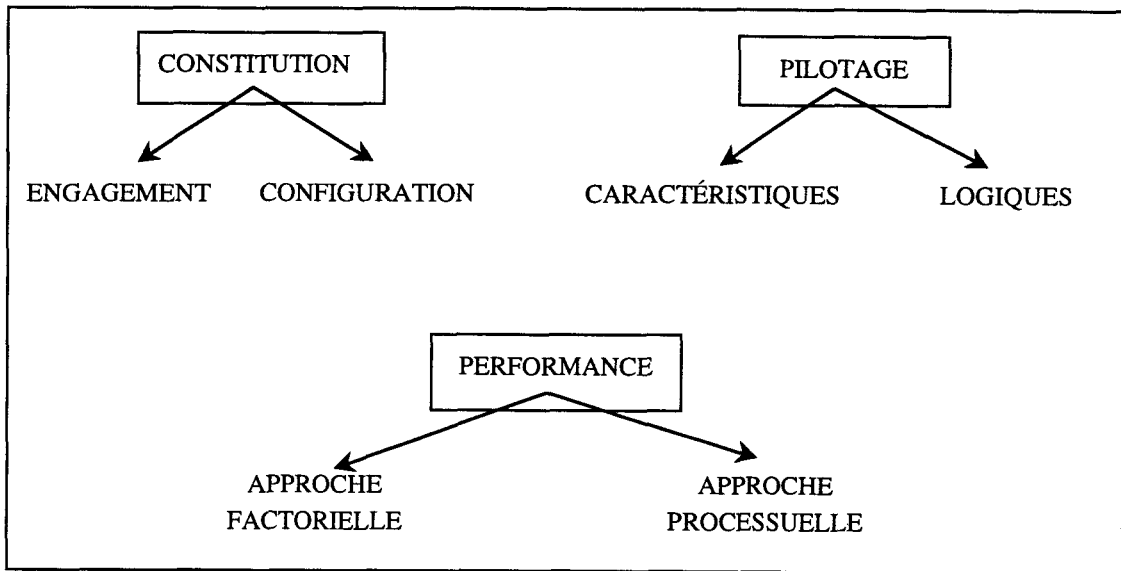 CONSTITUTION
PILOTAGE
ENGAGEMENT
CONFIGURATION
CARACTÉRISTIQUES
LOGIQUES
PERFORMANCE
APPROCHE
FACTORIELLE
APPROCHE
PROCESSUELLE